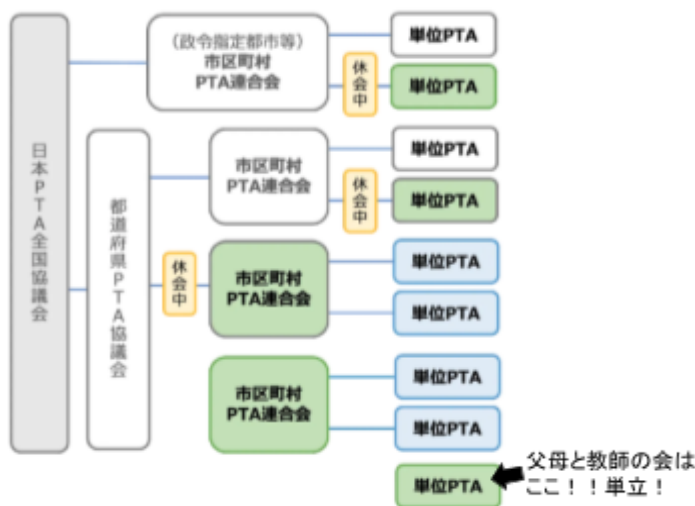 日本PTA全国協議会
都道府県PTA協議会
(政令指定都市等)
市区町村
PTA連合会
単位PTA
休会中
単位PTA
市区町村
PTA連合会
単位PTA
休会中
単位PTA
休会中
市区町村
PTA連合会
単位PTA
単位PTA
市区町村
PTA連合会
単位PTA
単位PTA
単位PTA
父母と教師の会は
ここ!!単立!